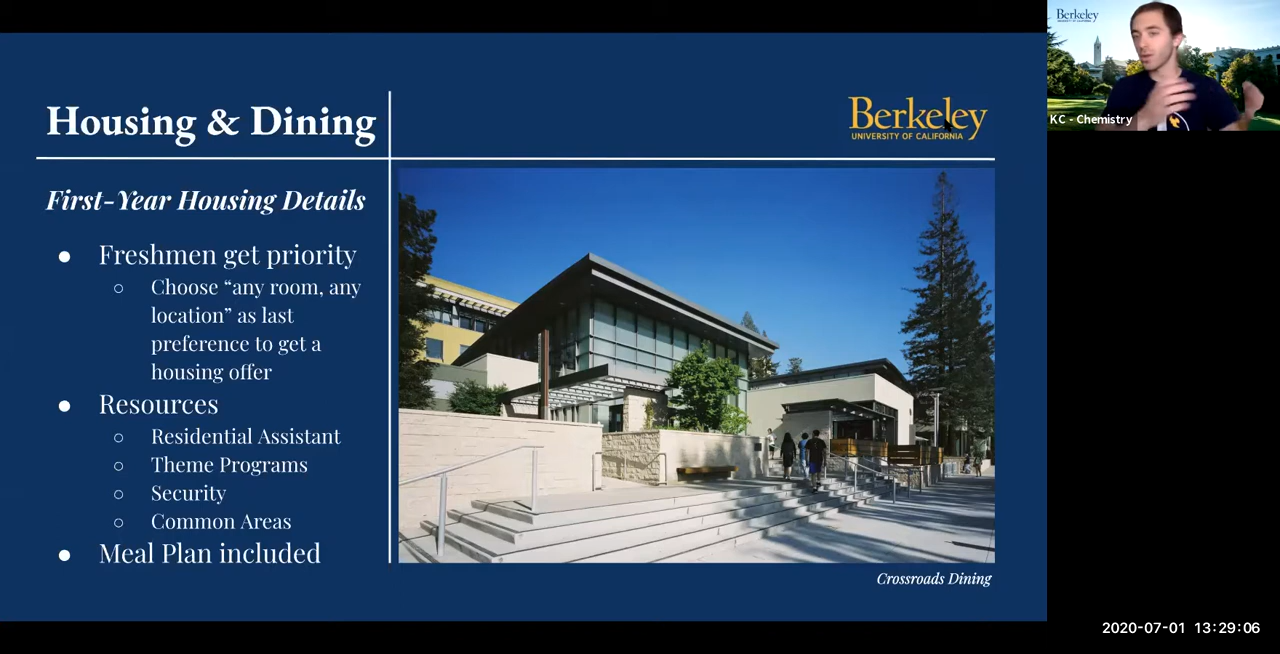 Housing & Dining
Berkeley
UNIVERSITY OF CALIFORNIA
First-Year Housing Details
● Freshmen get priority
○ Choose “any room, any
location” as last
preference to get a
housing offer
● Resources
○ Residential Assistant
○ Theme Programs
○ Security
○ Common Areas
● Meal Plan included
Crossroads Dining
Berkeley
KC - Chemistry
2020-07-01 13:29:06